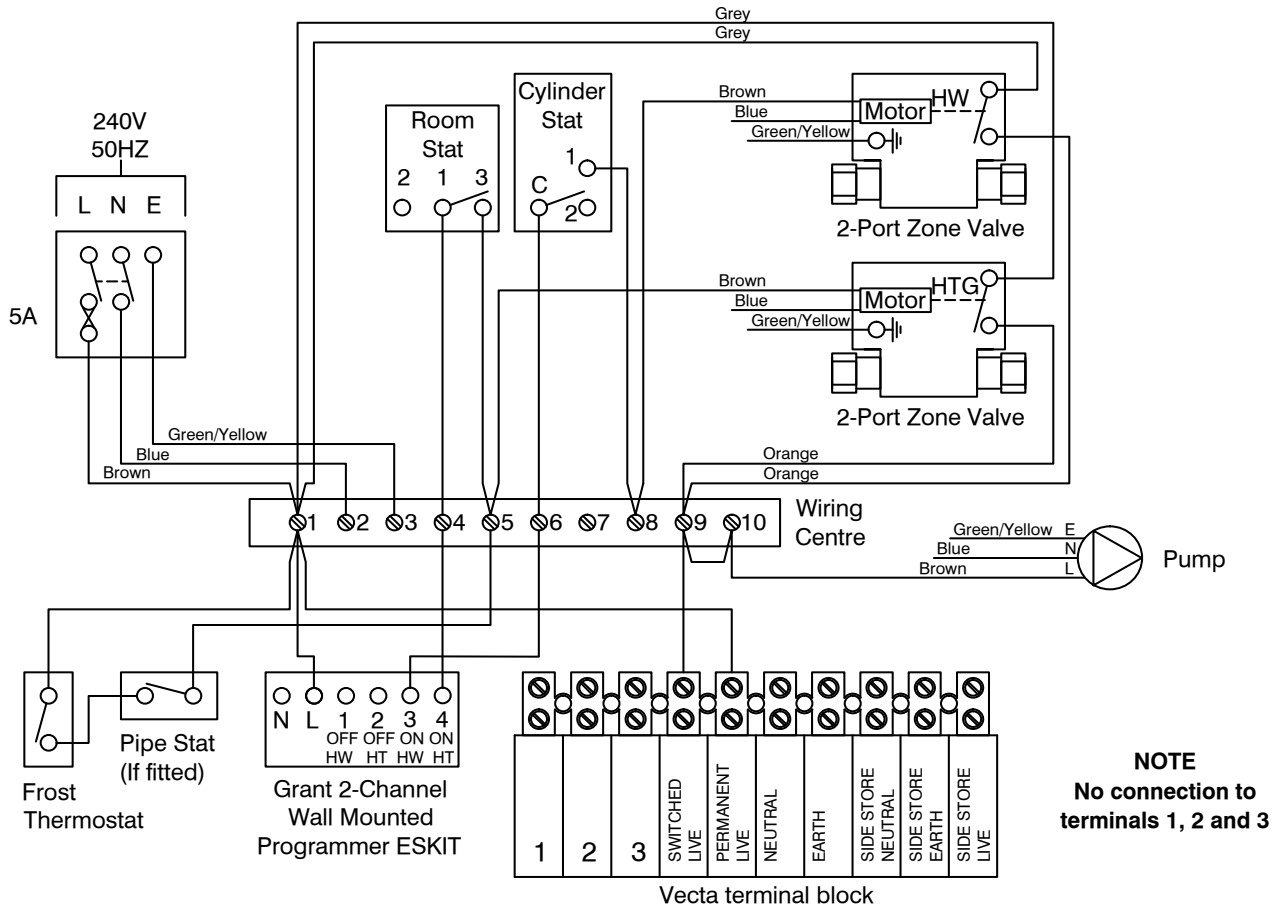 Grey
Grey
240V
50HZ
L N E
5A
Room
Stat
2 1 3
Cylinder
Stat
1
C
2
Brown
Blue
Green/Yellow
Motor
HW
2-Port Zone Valve
Brown
Blue
Green/Yellow
Motor
HTG
2-Port Zone Valve
Green/Yellow
Blue
Brown
Orange
Orange
1 2 3 4 5 6 7 8 9 10
Wiring
Centre
Green/Yellow E
Blue N
Brown L
Pump
Frost
Thermostat
Pipe Stat
(If fitted)
N L 1 2 3 4
OFF OFF ON ON
HW HT HW HT
Grant 2-Channel
Wall Mounted
Programmer ESKIT
1
2
3
SWITCHED
LIVE
PERMANENT
LIVE
NEUTRAL
EARTH
SIDE STORE
NEUTRAL
SIDE STORE
EARTH
SIDE STORE
LIVE
Vecta terminal block
NOTE
No connection to
terminals 1, 2 and 3